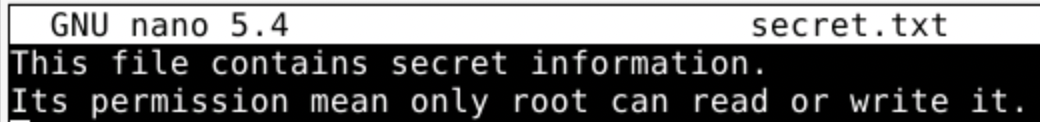 GNU nano 5.4 secret.txt
This file contains secret information.
Its permission mean only root can read or write it.